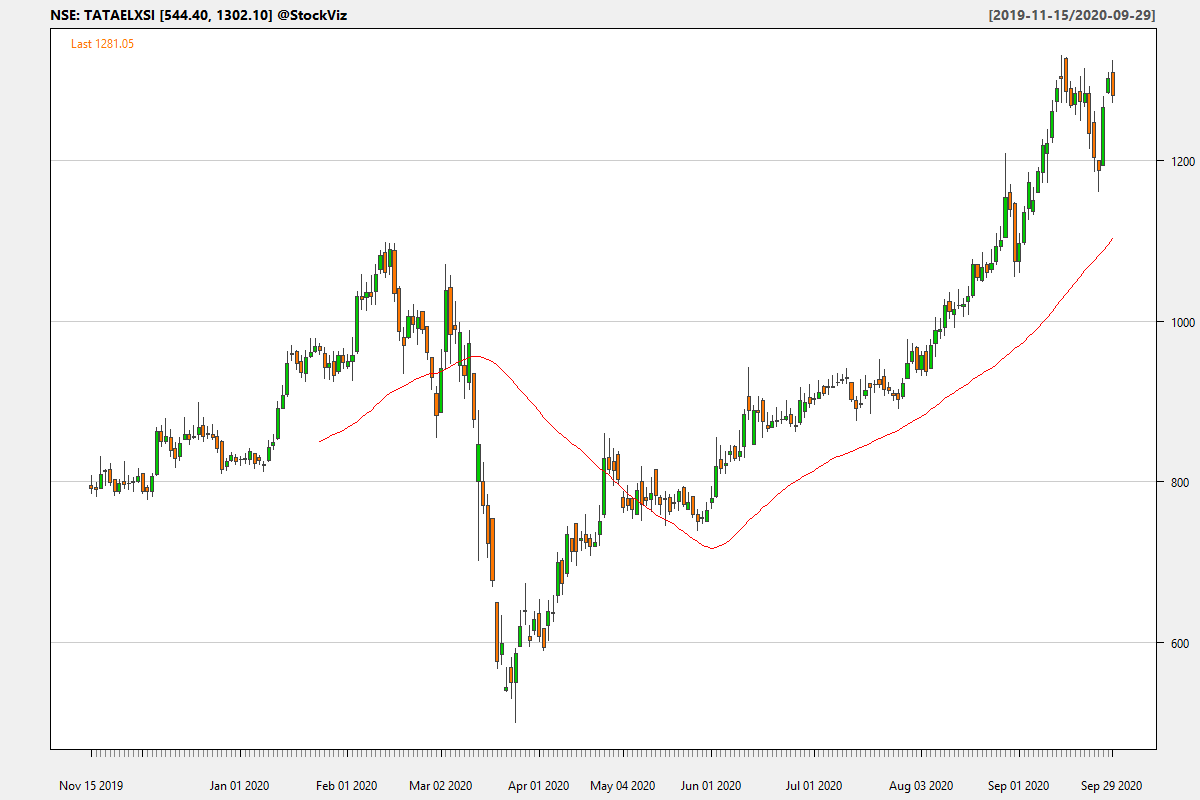 NSE: TATAELXSI [544.40, 1302.10] @StockViz [2019-11-15/2020-09-29]
Last 1281.05
1200
1000
800
600
Nov 15 2019 Jan 01 2020 Feb 01 2020 Mar 02 2020 Apr 01 2020 May 04 2020 Jun 01 2020 Jul 01 2020 Aug 03 2020 Sep 01 2020 Sep 29 2020